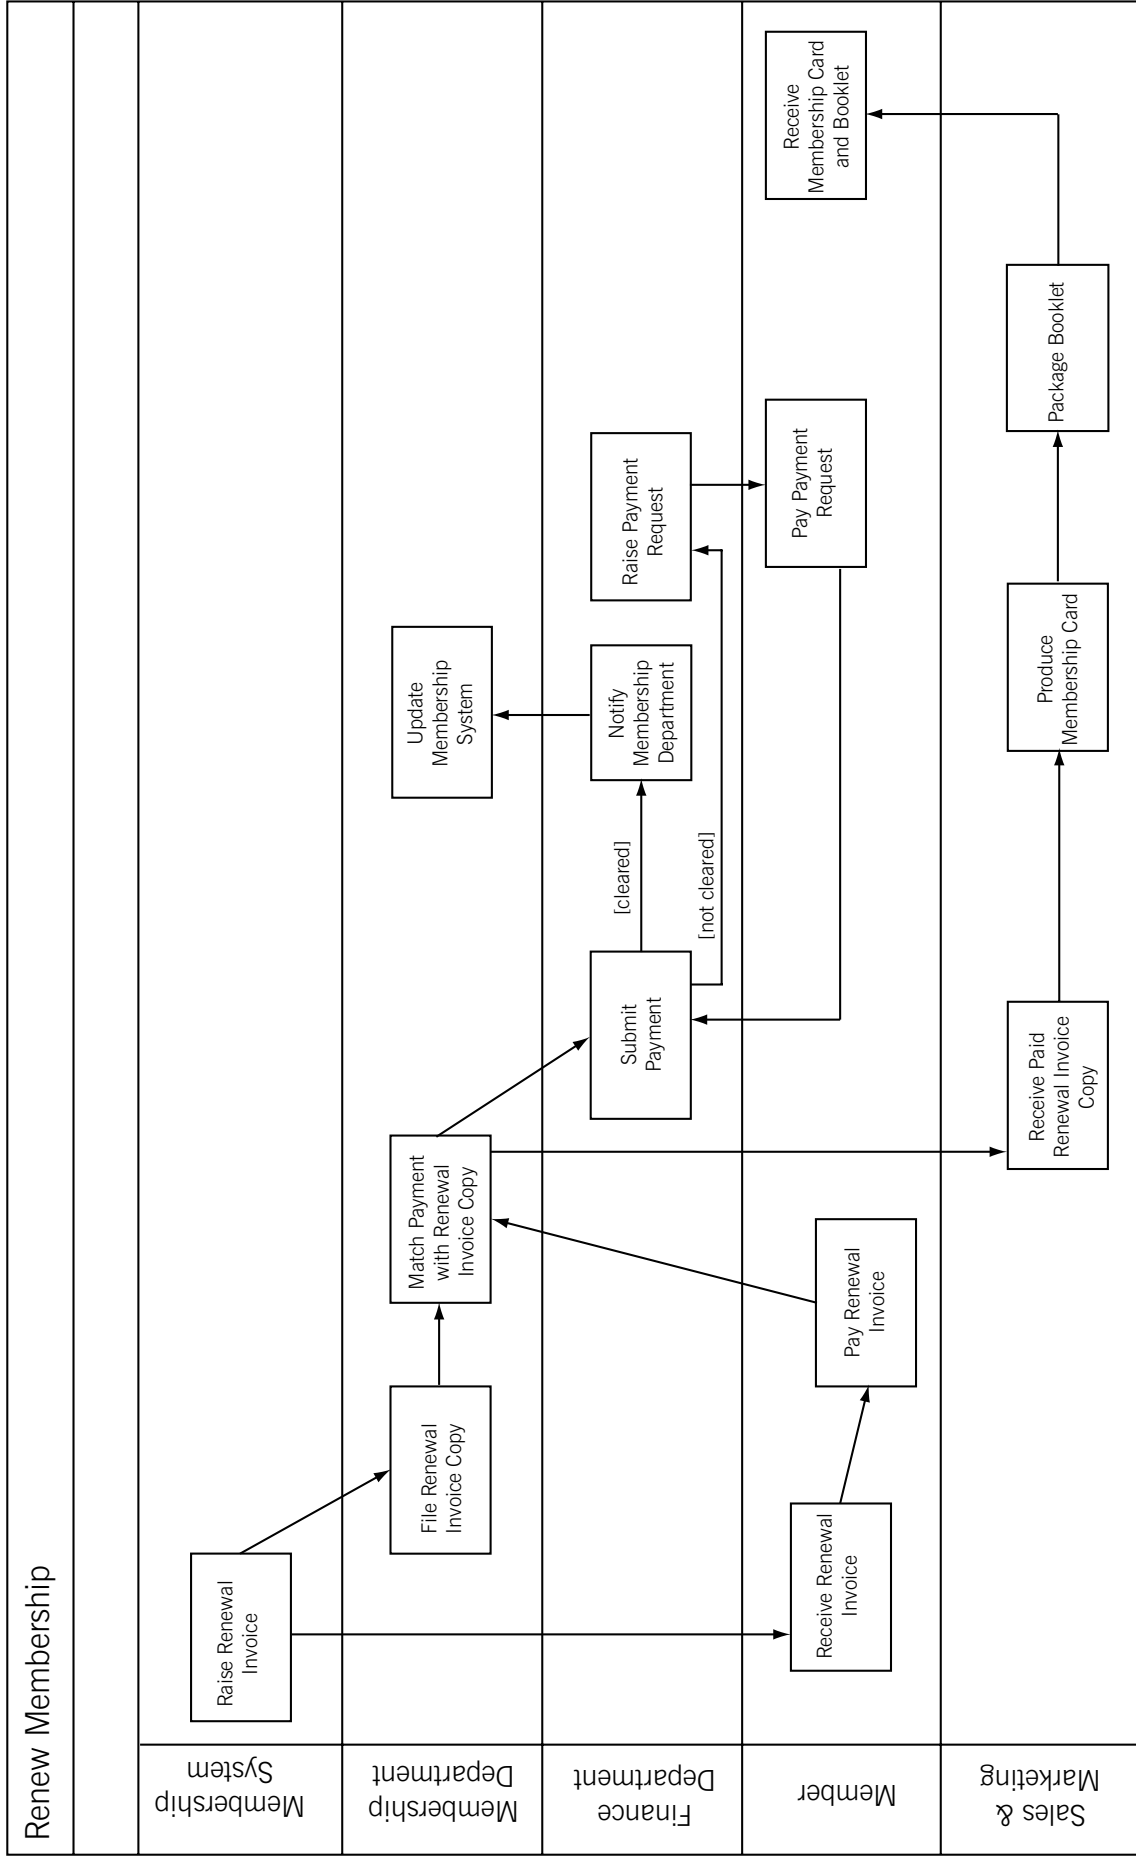 Renew Membership
Membership
System
Raise Renewal
Invoice
Membership
Department
File Renewal
Invoice Copy
Match Payment
with Renewal
Invoice Copy
Update
Membership
System
Finance
Department
Submit
Payment
[cleared]
[not cleared]
Notify
Membership
Department
Raise Payment
Request
Member
Receive Renewal
Invoice
Pay Renewal
Invoice
Pay Payment
Request
Receive
Membership Card
and Booklet
Sales &
Marketing
Receive Paid
Renewal Invoice
Copy
Produce
Membership Card
Package Booklet